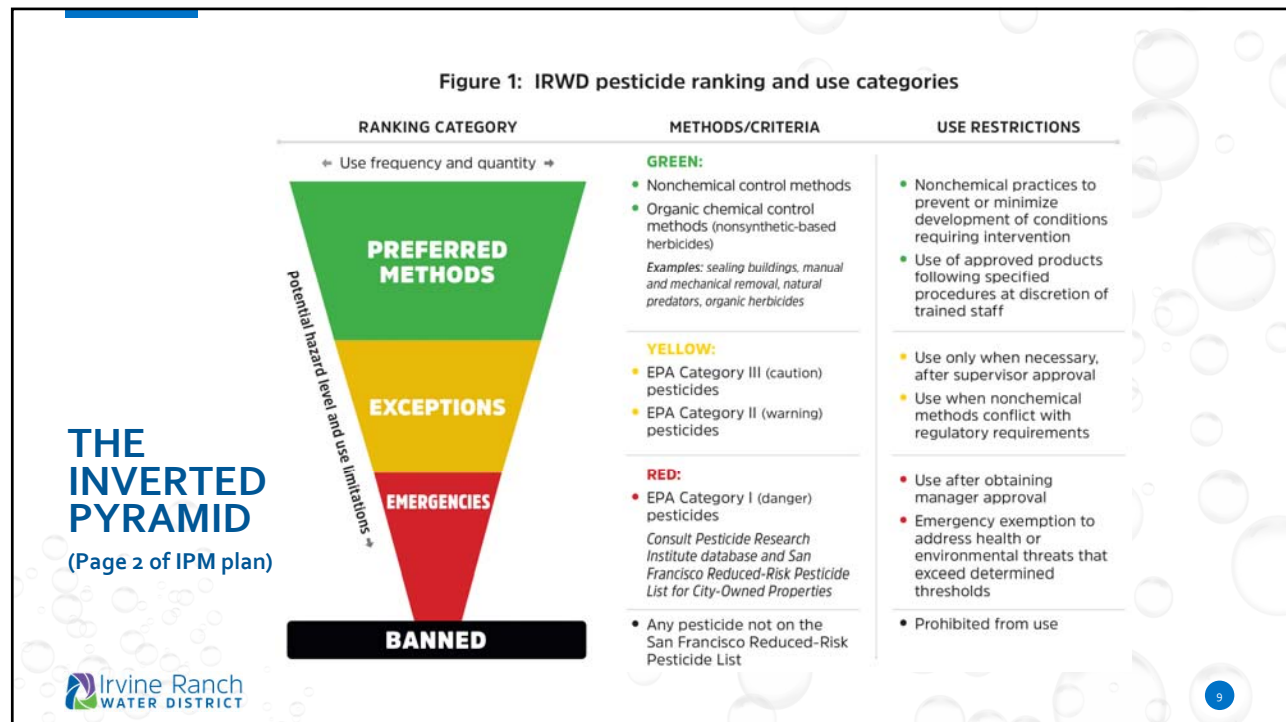 Figure 1: IRWD pesticide ranking and use categories
RANKING CATEGORY
METHODS/CRITERIA
USE RESTRICTIONS
← Use frequency and quantity →
Potential hazard level and use limitations →
PREFERRED
METHODS
EXCEPTIONS
EMERGENCIES
BANNED
GREEN:
• Nonchemical control methods
• Organic chemical control
methods (nonsynthetic-based
herbicides)
Examples: sealing buildings, manual
and mechanical removal, natural
predators, organic herbicides
• Nonchemical practices to
prevent or minimize
development of conditions
requiring intervention
• Use of approved products
following specified
procedures at discretion of
trained staff
YELLOW:
• EPA Category III (caution)
pesticides
• EPA Category II (warning)
pesticides
• Use only when necessary,
after supervisor approval
• Use when nonchemical
methods conflict with
regulatory requirements
RED:
• EPA Category I (danger)
pesticides
Consult Pesticide Research
Institute database and San
Francisco Reduced-Risk Pesticide
List for City-Owned Properties
• Use after obtaining
manager approval
• Emergency exemption to
address health or
environmental threats that
exceed determined
thresholds
• Any pesticide not on the
San Francisco Reduced-Risk
Pesticide List
• Prohibited from use
THE
INVERTED
PYRAMID
(Page 2 of IPM plan)
Irvine Ranch
WATER DISTRICT
9